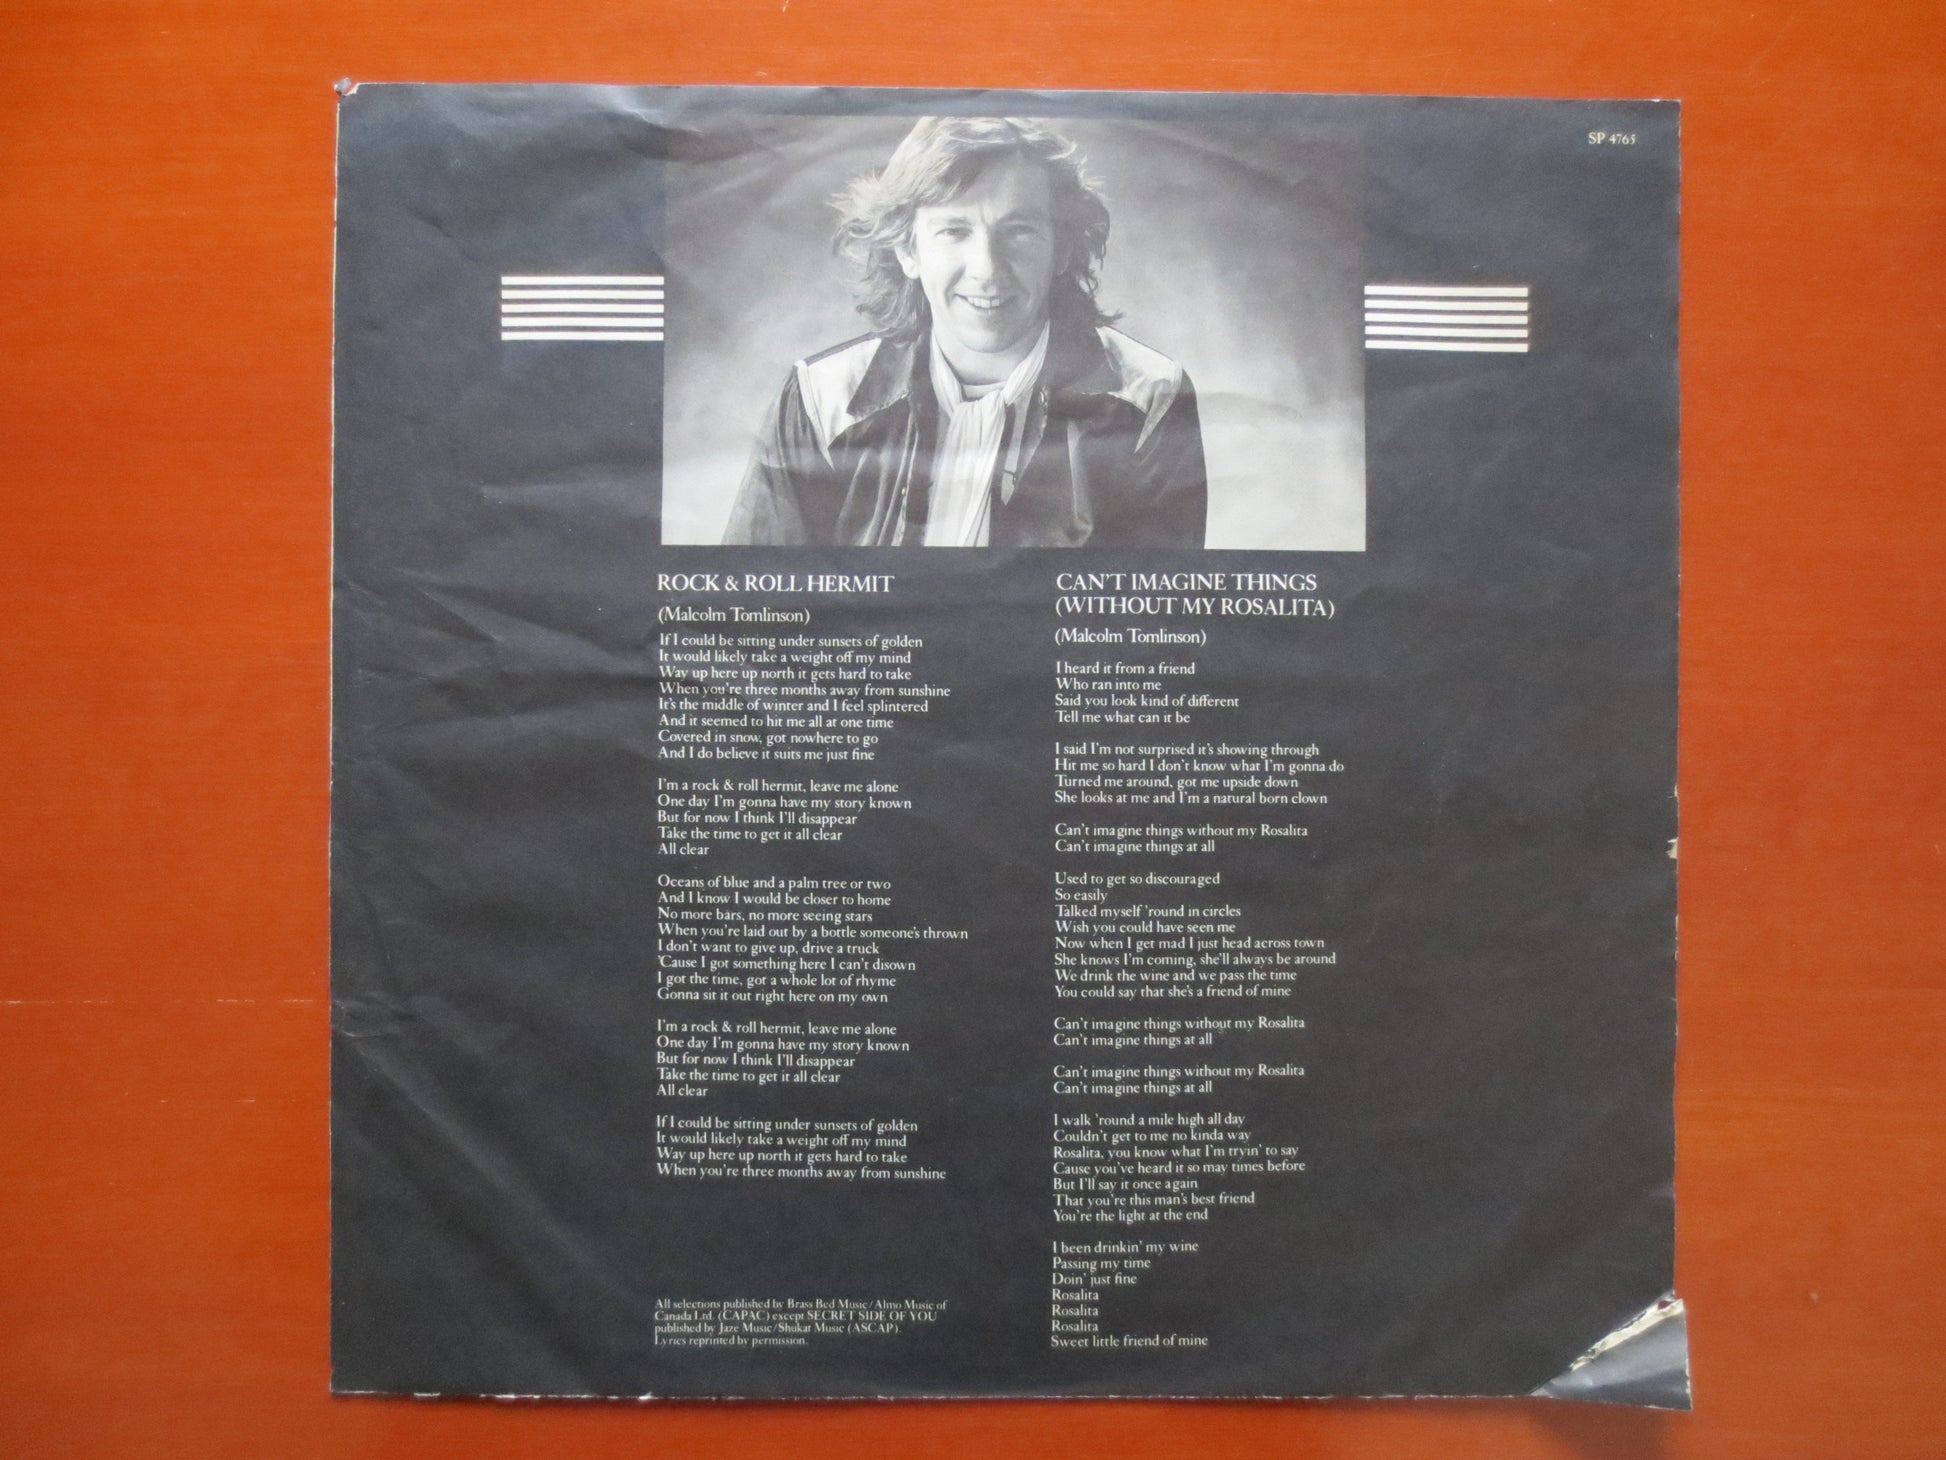 SP 4765
ROCK & ROLL HERMIT
(Malcolm Tomlinson)
If I could be sitting under sunsets of golden
It would likely take a weight off my mind
Way up here up north it gets hard to take
When you're three months away from sunshine
It's the middle of winter and I feel splintered
And it seemed to hit me all at one time
Covered in snow, got nowhere to go
And I do believe it suits me just fine
I'm a rock & roll hermit, leave me alone
One day I'm gonna have my story known
But for now I think I'll disappear
Take the time to get it all clear
All clear
Oceans of blue and a palm tree or two
And I know I would be closer to home
No more bars, no more seeing stars
When you're laid out by a bottle someone's thrown
I don't want to give up, drive a truck
'Cause I got something here I can't disown
I got the time, got a whole lot of rhyme
Gonna sit it out right here on my own
I'm a rock & roll hermit, leave me alone
One day I'm gonna have my story known
But for now I think I'll disappear
Take the time to get it all clear
All clear
If I could be sitting under sunsets of golden
It would likely take a weight off my mind
Way up here up north it gets hard to take
When you're three months away from sunshine
All selections published by Brass Bed Music/Almo Music of
Canada Ltd. (CAPAC) except SECRET SIDE OF YOU
published by Jaze Music/Shukat Music (ASCAP).
Lyrics reprinted by permission.
CAN'T IMAGINE THINGS
(WITHOUT MY ROSALITA)
(Malcolm Tomlinson)
I heard it from a friend
Who ran into me
Said you look kind of different
Tell me what can it be
I said I'm not surprised it's showing through
Hit me so hard I don't know what I'm gonna do
Turned me around, got me upside down
She looks at me and I'm a natural born clown
Can't imagine things without my Rosalita
Can't imagine things at all
Used to get so discouraged
So easily
Talked myself 'round in circles
Wish you could have seen me
Now when I get mad I just head across town
She knows I'm coming, she'll always be around
We drink the wine and we pass the time
You could say that she's a friend of mine
Can't imagine things without my Rosalita
Can't imagine things at all
Can't imagine things without my Rosalita
Can't imagine things at all
I walk 'round a mile high all day
Couldn't get to me no kinda way
Rosalita, you know what I'm tryin' to say
Cause you've heard it so may times before
But I'll say it once again
That you're this man's best friend
You're the light at the end
I been drinkin' my wine
Passing my time
Doin' just fine
Rosalita
Rosalita
Rosalita
Sweet little friend of mine